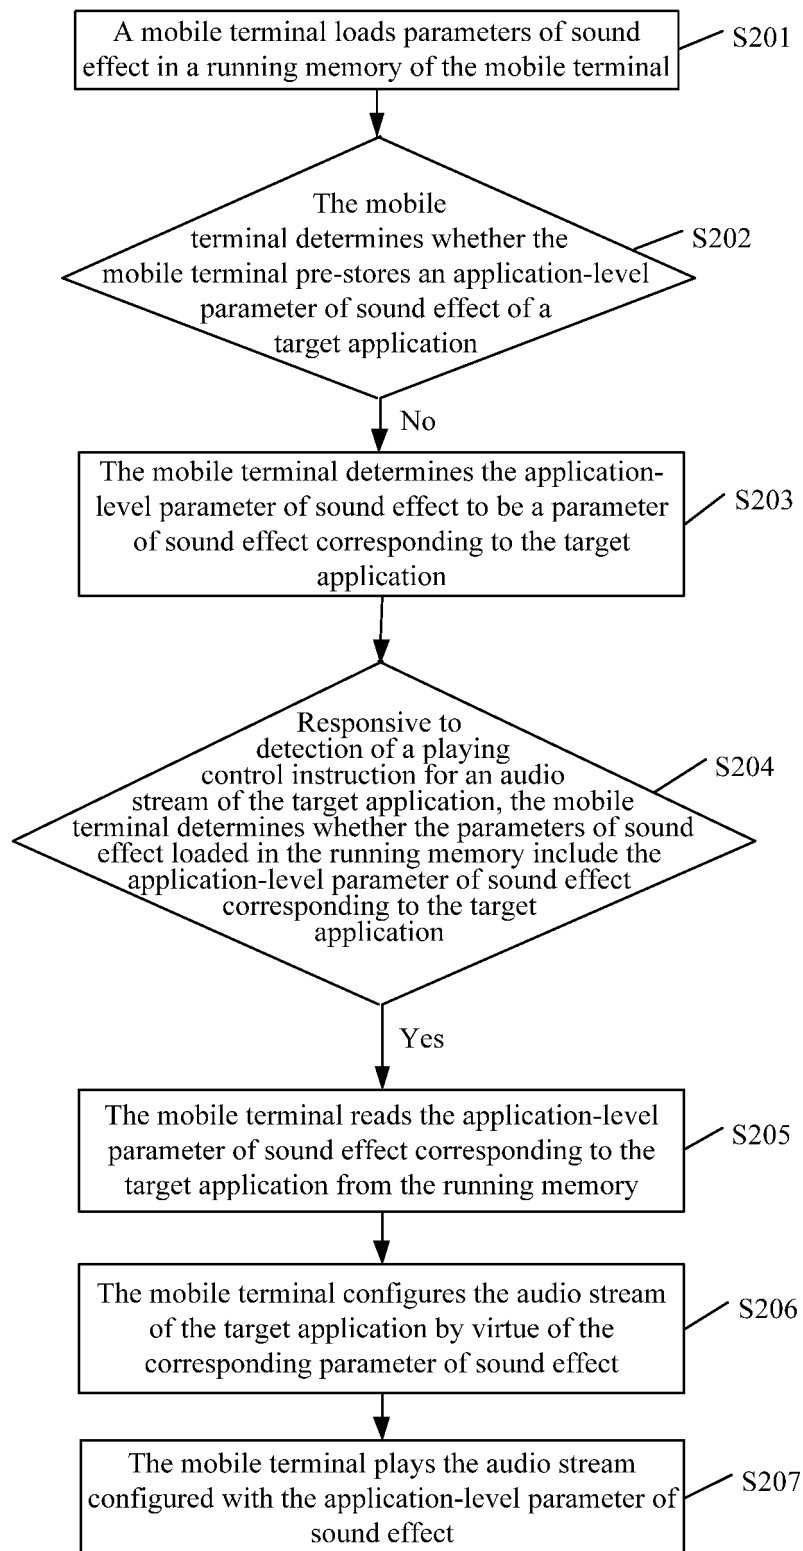 A mobile terminal loads parameters of sound
effect in a running memory of the mobile terminal
S201
The mobile
terminal determines whether the
mobile terminal pre-stores an application-level
parameter of sound effect of a
target application
S202
No
The mobile terminal determines the application-
level parameter of sound effect to be a parameter
of sound effect corresponding to the target
application
S203
Responsive to
detection of a playing
control instruction for an audio
stream of the target application, the mobile
terminal determines whether the parameters of sound
effect loaded in the running memory include the
application-level parameter of sound effect
corresponding to the target
application
S204
Yes
The mobile terminal reads the application-level
parameter of sound effect corresponding to the
target application from the running memory
S205
The mobile terminal configures the audio stream
of the target application by virtue of the
corresponding parameter of sound effect
S206
The mobile terminal plays the audio stream
configured with the application-level parameter of
sound effect
S207